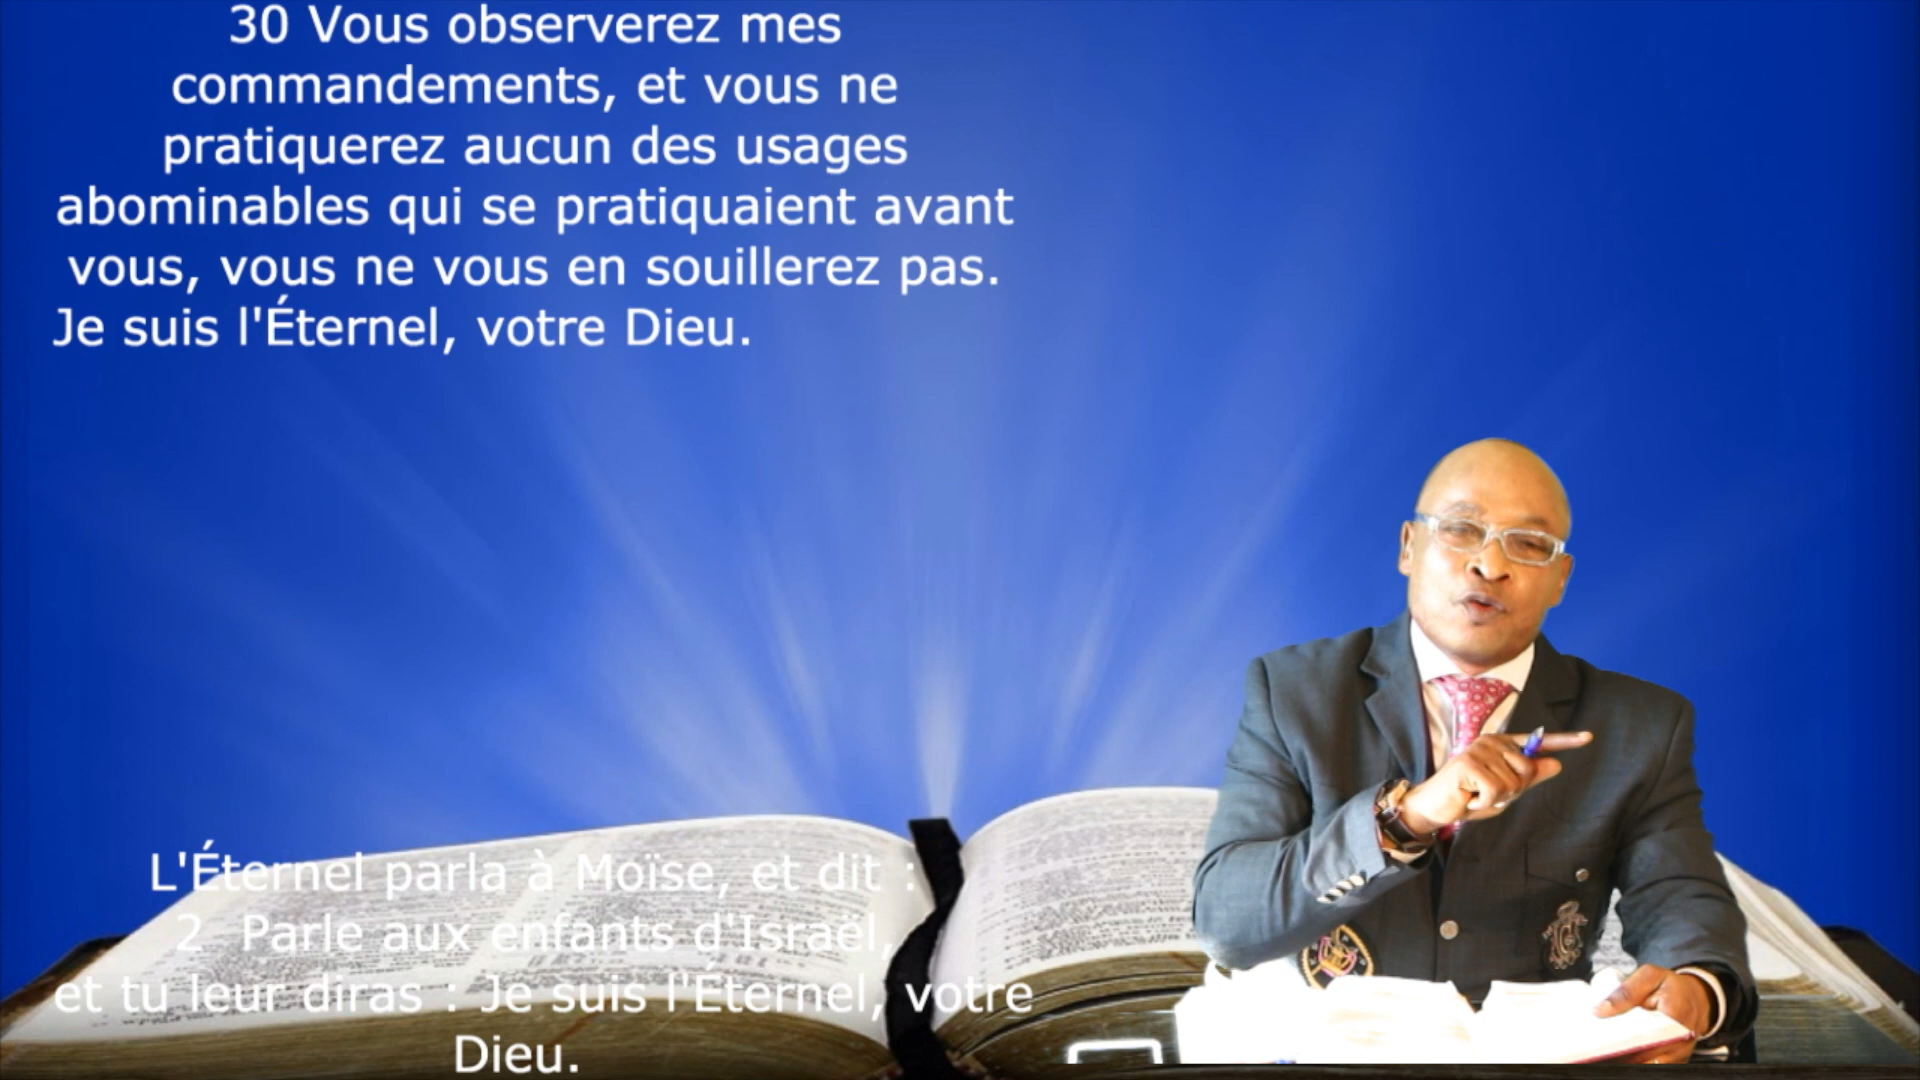 30 Vous observerez mes
commandements, et vous ne
pratiquerez aucun des usages
abominables qui se pratiquaient avant
vous, vous ne vous en souillerez pas.
Je suis l'Éternel, votre Dieu.
L'Éternel parla à Moïse, et dit :
2 Parle aux enfants d'Israël,
et tu leur diras : Je suis l'Éternel, votre
Dieu.